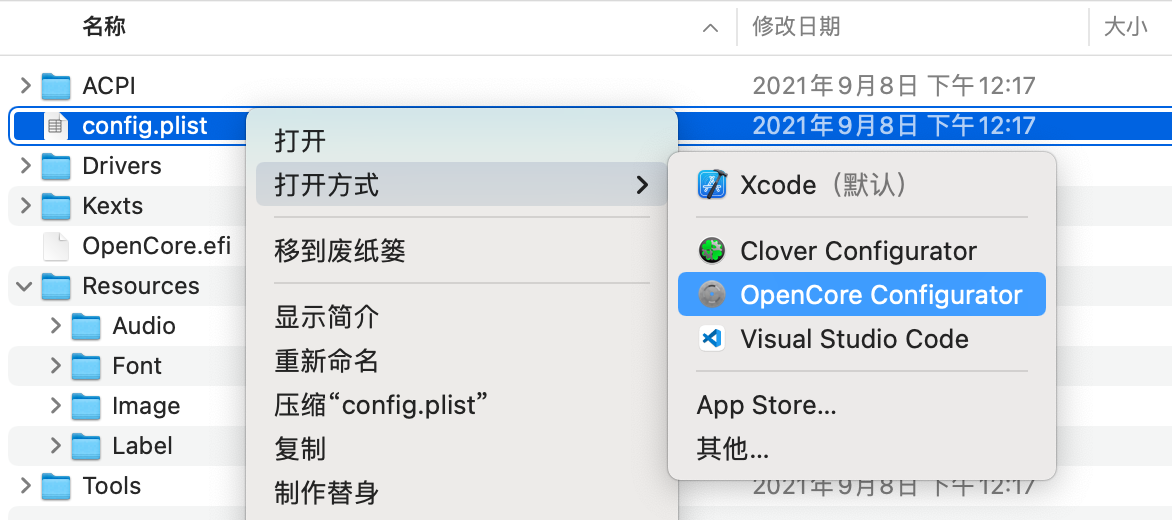 名称 修改日期 大小
ACPI 2021年9月8日 下午12:17
config.plist 2021年9月8日 下午12:17
打开
Drivers
打开方式 Xcode（默认）
Kexts
OpenCore.efi 移到废纸篓 Clover Configurator
Resources OpenCore Configurator
Audio 显示简介 Visual Studio Code
Font 重新命名
Image 压缩“config.plist” App Store...
Label 复制 其他...
Tools 制作替身 2021年9月8日 下午12:17